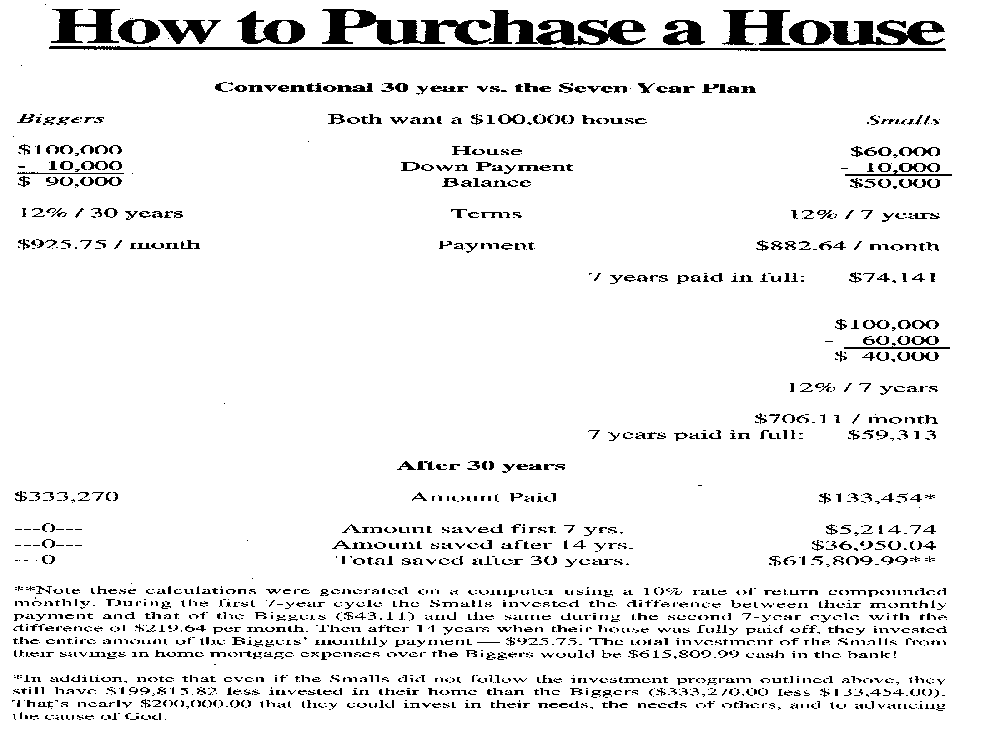 How to Purchase a House
Conventional 30 year vs. the Seven Year Plan
Biggers Both want a $100,000 house Smalls
$100,000 House $60,000
- 10,000 Down Payment - 10,000
$ 90,000 Balance $50,000
12% / 30 years Terms 12% / 7 years
$925.75 / month Payment $882.64 / month
7 years paid in full: $74,141
$100,000
- 60,000
$ 40,000
12% / 7 years
$706.11 / month
7 years paid in full: $59,313
After 30 years
$333,270 Amount Paid $133,454*
---0--- Amount saved first 7 yrs. $5,214.74
---0--- Amount saved after 14 yrs. $36,950.04
---0--- Total saved after 30 years. $615,809.99**
**Note these calculations were generated on a computer using a 10% rate of return compounded
monthly. During the first 7-year cycle the Smalls invested the difference between their monthly
payment and that of the Biggers ($43.11) and the same during the second 7-year cycle with the
difference of $219.64 per month. Then after 14 years when their house was fully paid off, they invested
the entire amount of the Biggers' monthly payment — $925.75. The total investment of the Smalls from
their savings in home mortgage expenses over the Biggers would be $615,809.99 cash in the bank!
*In addition, note that even if the Smalls did not follow the investment program outlined above, they
still have $199,815.82 less invested in their home than the Biggers ($333,270.00 less $133,454.00).
That's nearly $200,000.00 that they could invest in their needs, the needs of others, and to advancing
the cause of God.